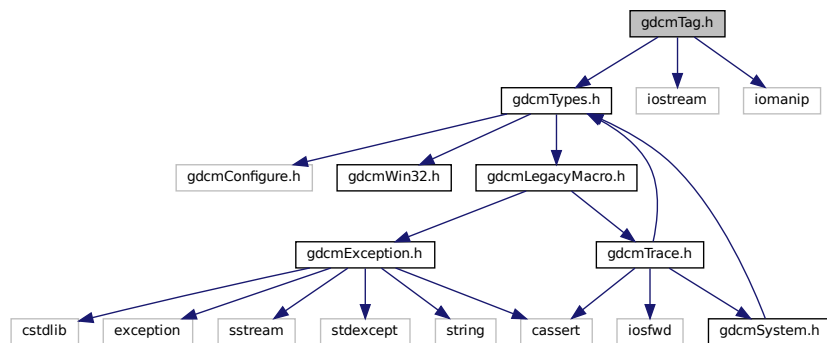 gdcmTag.h
gdcmTypes.h
iostream
iomanip
gdcmConfigure.h
gdcmWin32.h
gdcmLegacyMacro.h
gdcmException.h
gdcmTrace.h
cstdlib
exception
sstream
stdexcept
string
cassert
iosfwd
gdcmSystem.h